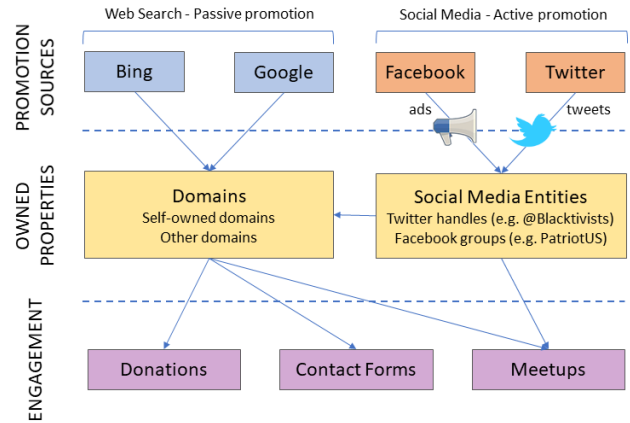 Web Search - Passive promotion
Social Media - Active promotion
PROMOTION
SOURCES
Bing
Google
Facebook
Twitter
ads
tweets
OWNED
PROPERTIES
Domains
Self-owned domains
Other domains
Social Media Entities
Twitter handles (e.g. @Blacktivists)
Facebook groups (e.g. PatriotUS)
ENGAGEMENT
Donations
Contact Forms
Meetups